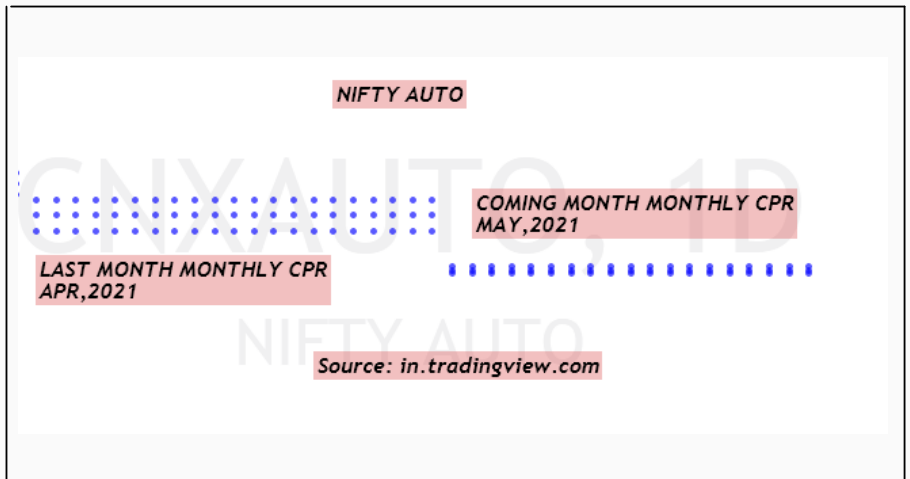 NIFTY AUTO
CNXAUTO, 1D
COMING MONTH MONTHLY CPR
MAY,2021
LAST MONTH MONTHLY CPR
APR,2021
NIFTY AUTO
Source: in.tradingview.com